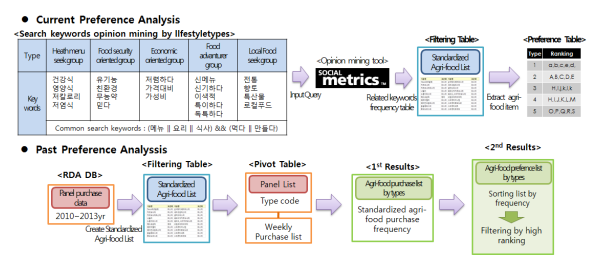 ● Current Preference Analysis
<Search keywords opinion mining by lifestyletypes>
Type
Heath menu seek group
Food security oriented group
Economic oriented group
Food adventurer group
Local Food seek group
Key words
건강식
영양식
저칼로리
저염식
유기농
친환경
무농약
믿다
저렴하다
가격대비
가성비
신메뉴
신기하다
이색적
특이하다
독특하다
전통
향토
특산물
로컬푸드
Common search keywords : (메뉴 || 요리 || 식사) && (먹다 || 만들다)
Input Query
<Opinion mining tool>
SOCIAL
metrics™
Related keywords
frequency table
<Filtering Table>
Standardized
Agri-food List
Extract agri-
food item
<Preference Table>
Type Ranking
1 a,b,c,e,d,
2 A,B,C,D,E
3 H,i,j,k,l,k
4 H,I,J,K,L,M
5 O,P,Q,R,S
● Past Preference Analysis
<RDA DB>
Panel purchase
data
2010~2013yr
Create Standardized
Agri-food List
<Filtering Table>
Standardized
Agri-food List
<Pivot Table>
Panel List
Type code
Weekly
Purchase list
<1st Results>
Agi-food purchase list
by types
Standardized agri-
food purchase
frequency
<2nd Results>
Agi-food prefernece list
by types
Sorting list by
frequency
Filtering by high
ranking